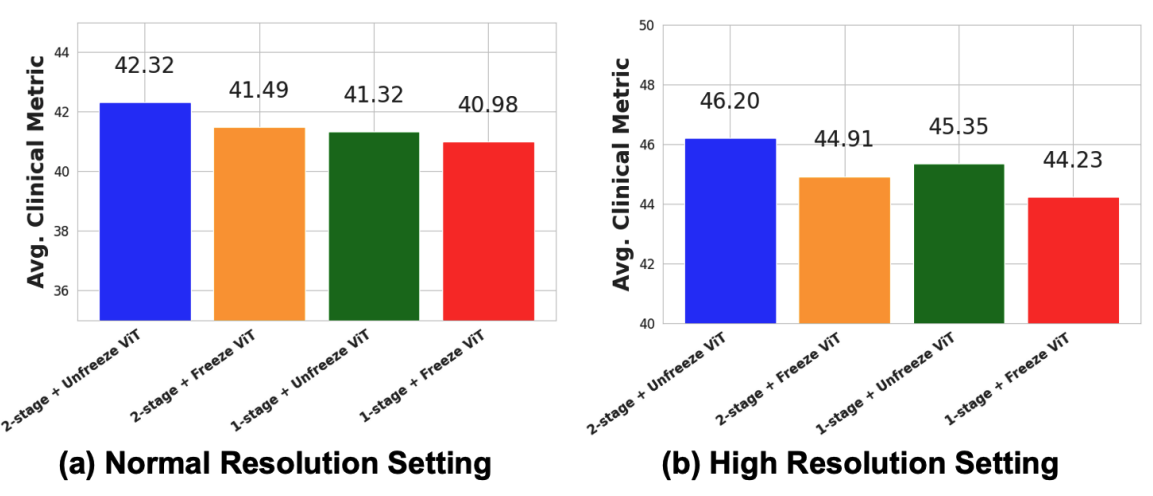 Avg. Clinical Metric
44
42
40
38
36
42.32
41.49
41.32
40.98
2-stage + Unfreeze ViT
2-stage + Freeze ViT
1-stage + Unfreeze ViT
1-stage + Freeze ViT
(a) Normal Resolution Setting
Avg. Clinical Metric
50
48
46
44
42
40
46.20
44.91
45.35
44.23
2-stage + Unfreeze ViT
2-stage + Freeze ViT
1-stage + Unfreeze ViT
1-stage + Freeze ViT
(b) High Resolution Setting